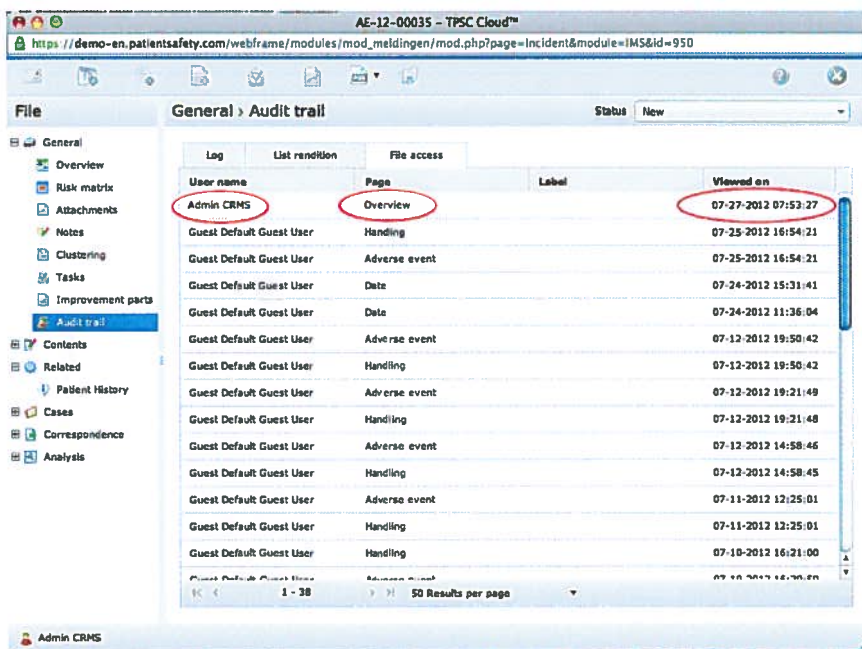 AE-12-00035 – TPSC Cloud™
https://demo-en.patientsafety.com/webframe/modules/mod_meldingen/mod.php?page=Incident&module=IMS&id=950
File
General › Audit trail
Status New
General
Overview
Risk matrix
Attachments
Notes
Clustering
Tasks
Improvement parts
Audit trail
Contents
Related
Patient History
Cases
Correspondence
Analysis
Log List rendition File access
User name Page Label Viewed on
Admin CRMS Overview 07-27-2012 07:53:27
Guest Default Guest User Handling 07-25-2012 16:54:21
Guest Default Guest User Adverse event 07-25-2012 16:54:21
Guest Default Guest User Date 07-24-2012 15:31:41
Guest Default Guest User Date 07-24-2012 11:36:04
Guest Default Guest User Adverse event 07-12-2012 19:50:42
Guest Default Guest User Handling 07-12-2012 19:50:42
Guest Default Guest User Adverse event 07-12-2012 19:21:49
Guest Default Guest User Handling 07-12-2012 19:21:48
Guest Default Guest User Adverse event 07-12-2012 14:58:46
Guest Default Guest User Handling 07-12-2012 14:58:45
Guest Default Guest User Adverse event 07-11-2012 12:25:01
Guest Default Guest User Handling 07-11-2012 12:25:01
Guest Default Guest User Handling 07-10-2012 16:21:00
1 - 38 50 Results per page
Admin CRMS